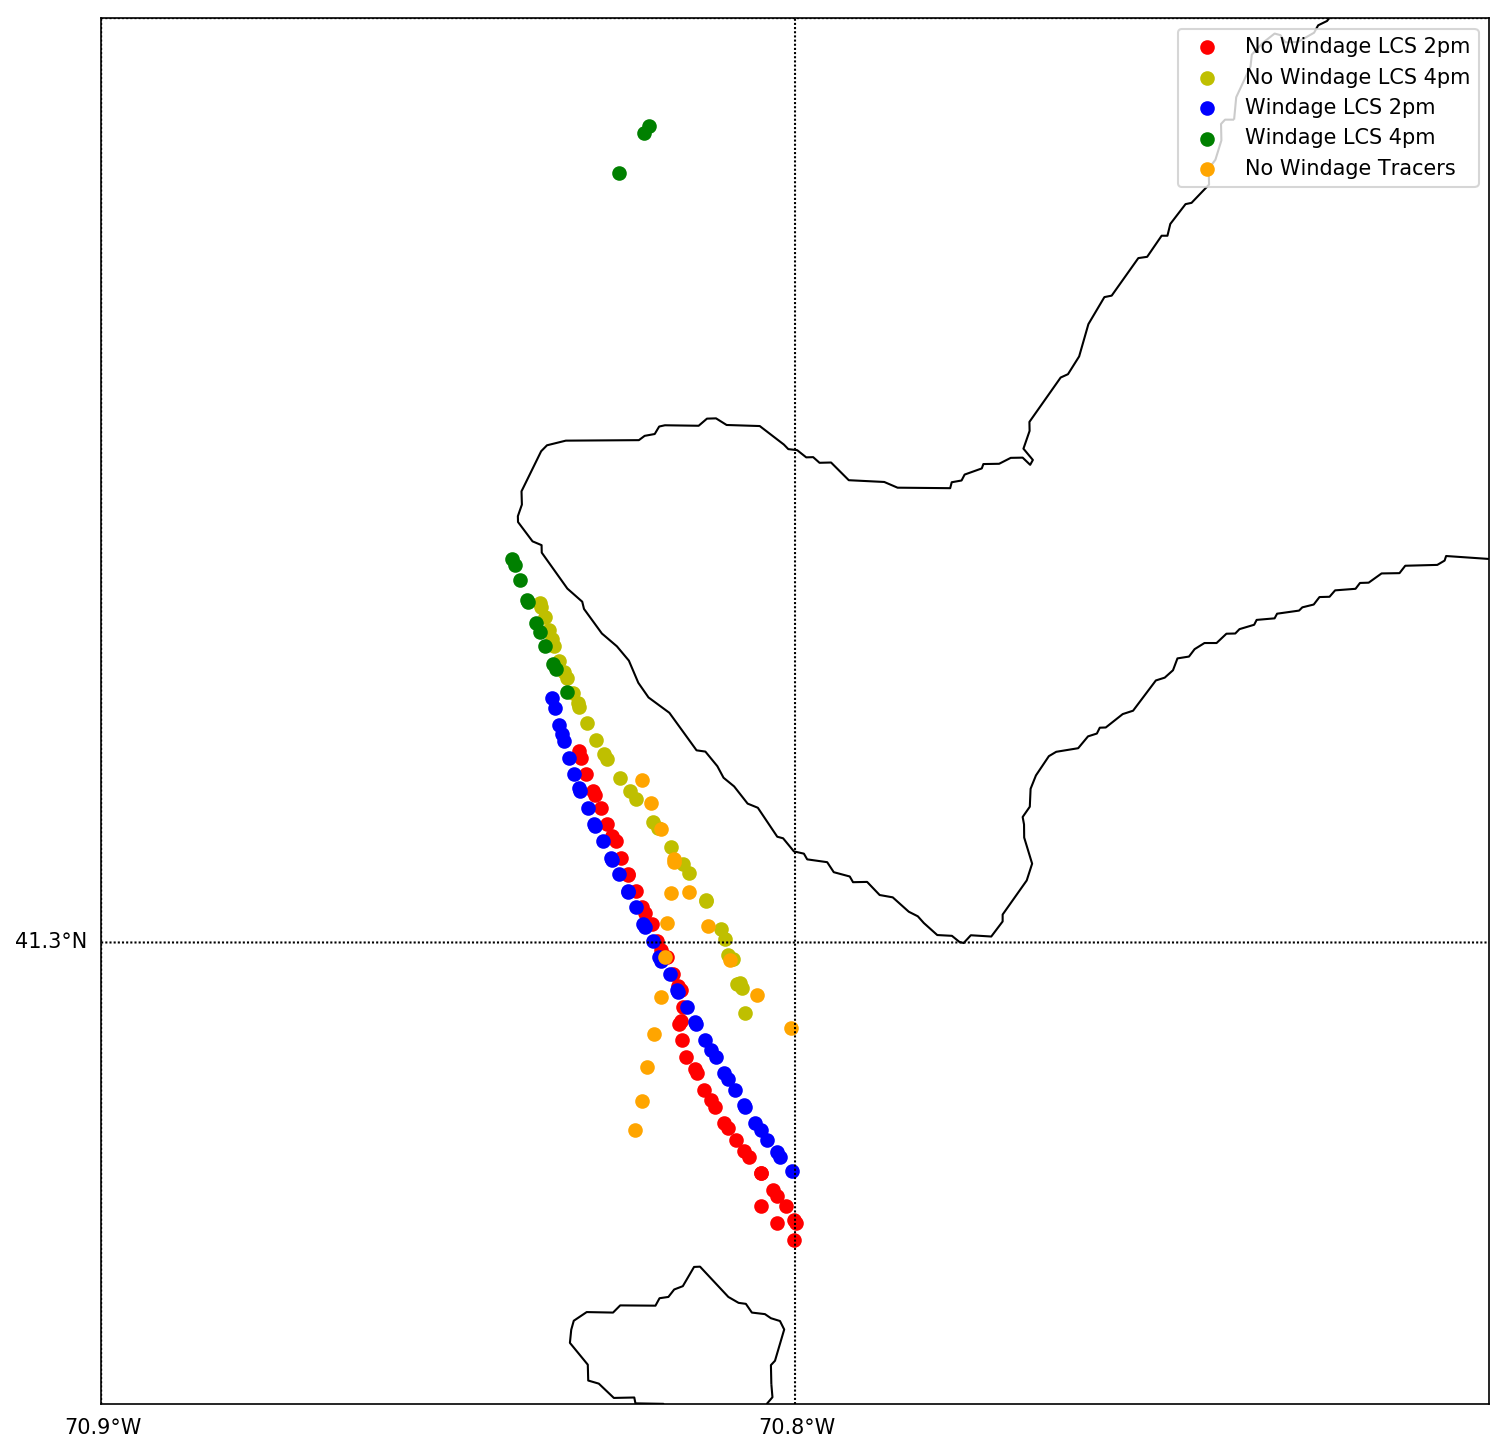 No Windage LCS 2pm
No Windage LCS 4pm
Windage LCS 2pm
Windage LCS 4pm
No Windage Tracers
41.3°N
70.9°W
70.8°W